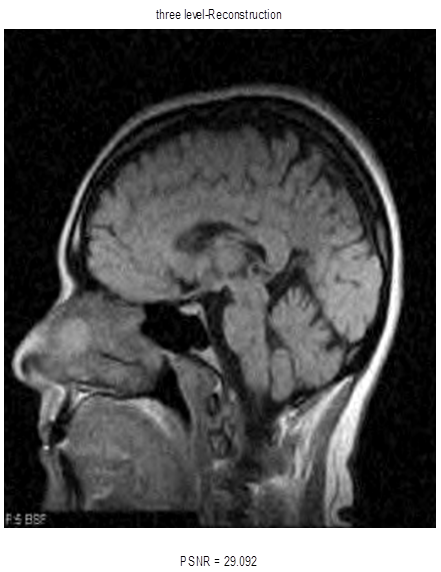 three level-Reconstruction
PSNR = 29.092